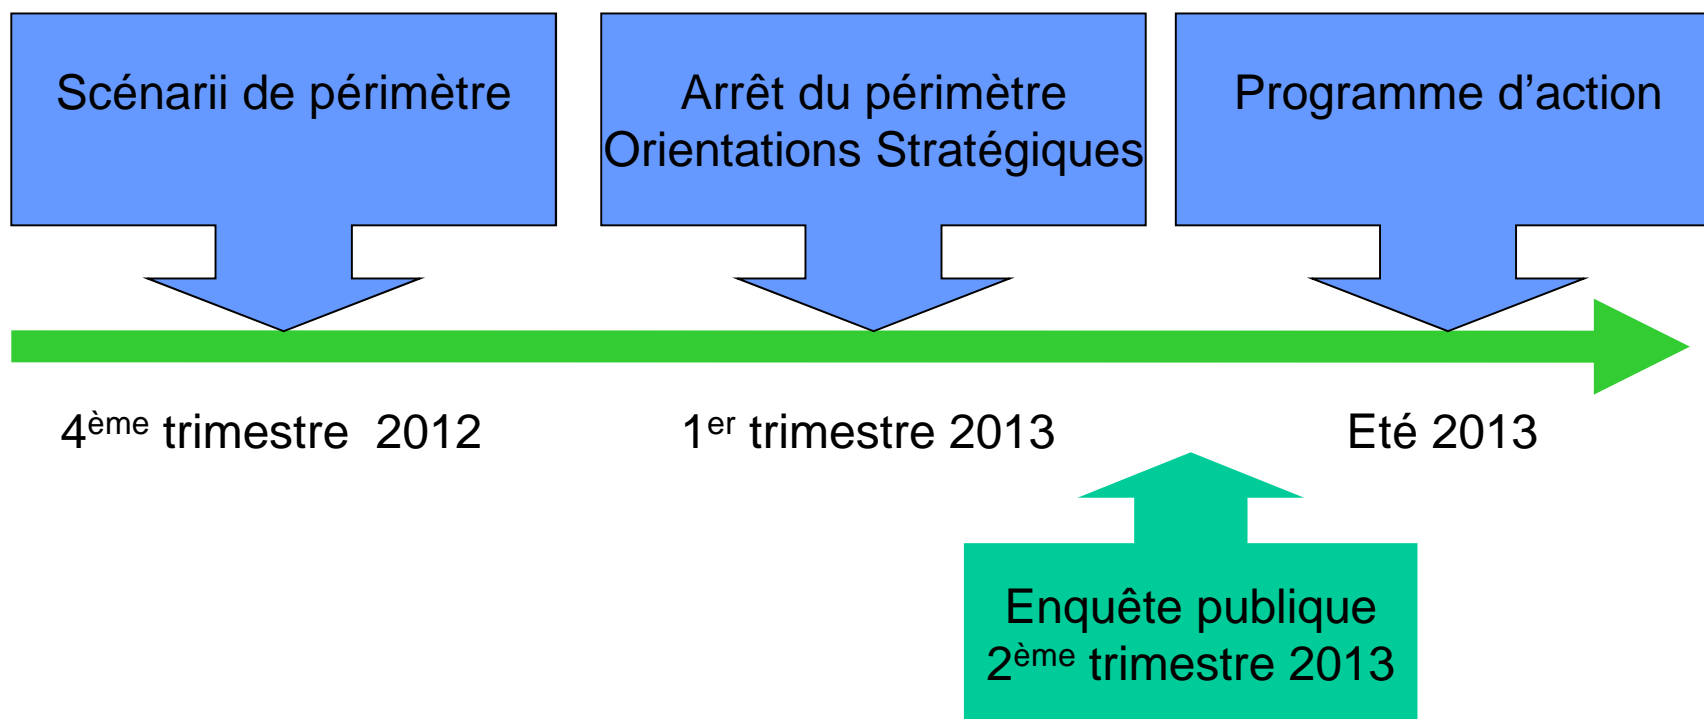 Scénarii de périmètre
Arrêt du périmètre
Orientations Stratégiques
Programme d’action
4ème trimestre  2012
1er trimestre 2013
Eté 2013
Enquête publique
2ème trimestre 2013